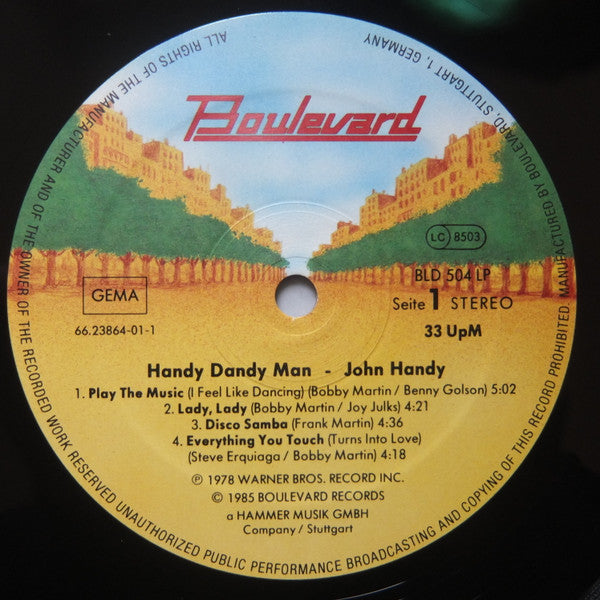 Boulevard
ALL RIGHTS OF THE MANUFACTURER AND OF THE OWNER OF THE RECORDED WORK RESERVED UNAUTHORIZED PUBLIC PERFORMANCE BROADCASTING AND COPYING OF THIS RECORD PROHIBITED. MANUFACTURED BY BOULEVARD, STUTTGART 1, GERMANY
LC 8503
BLD 504 LP
GEMA
Seite 1 STEREO
66.23864-01-1
33 UpM
Handy Dandy Man - John Handy
1. Play The Music (I Feel Like Dancing) (Bobby Martin / Benny Golson) 5:02
2. Lady, Lady (Bobby Martin / Joy Julks) 4:21
3. Disco Samba (Frank Martin) 4:36
4. Everything You Touch (Turns Into Love)
(Steve Erquiaga / Bobby Martin) 4:18
℗ 1978 WARNER BROS. RECORD INC.
© 1985 BOULEVARD RECORDS
a HAMMER MUSIK GMBH
Company / Stuttgart